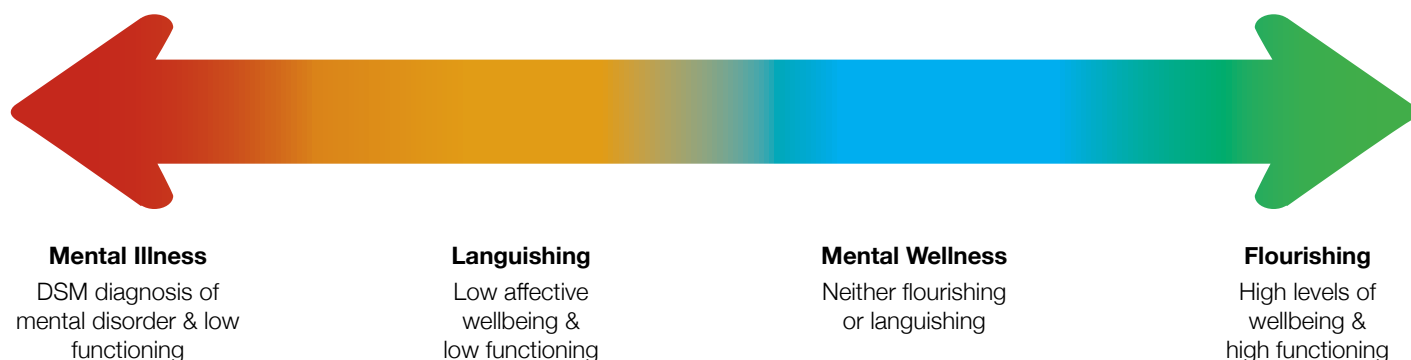 Mental Illness
DSM diagnosis of
mental disorder & low
functioning
Languishing
Low affective
wellbeing &
low functioning
Mental Wellness
Neither flourishing
or languishing
Flourishing
High levels of
wellbeing &
high functioning